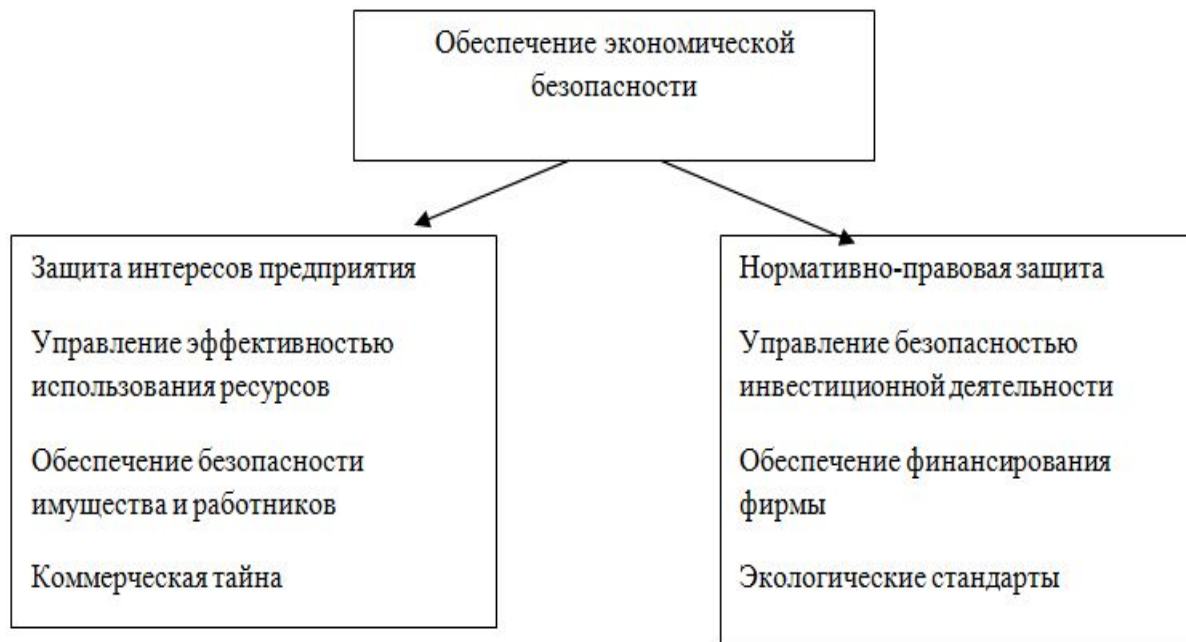 Обеспечение экономической
безопасности
Защита интересов предприятия
Управление эффективностью
использования ресурсов
Обеспечение безопасности
имущества и работников
Коммерческая тайна
Нормативно-правовая защита
Управление безопасностью
инвестиционной деятельности
Обеспечение финансирования
фирмы
Экологические стандарты